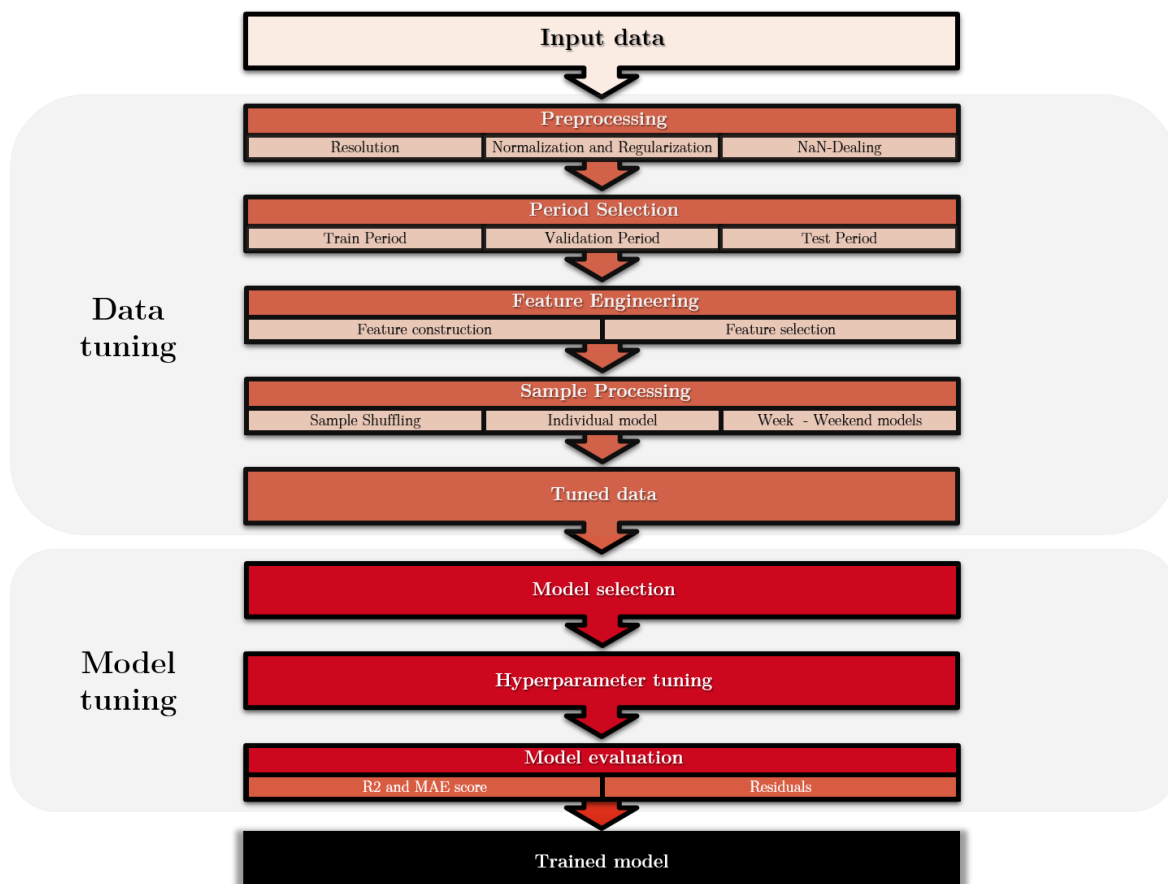 Input data
Preprocessing
Resolution
Normalization and Regularization
NaN-Dealing
Period Selection
Train Period
Validation Period
Test Period
Data
tuning
Feature Engineering
Feature construction
Feature selection
Sample Processing
Sample Shuffling
Individual model
Week - Weekend models
Tuned data
Model selection
Model
tuning
Hyperparameter tuning
Model evaluation
R2 and MAE score
Residuals
Trained model